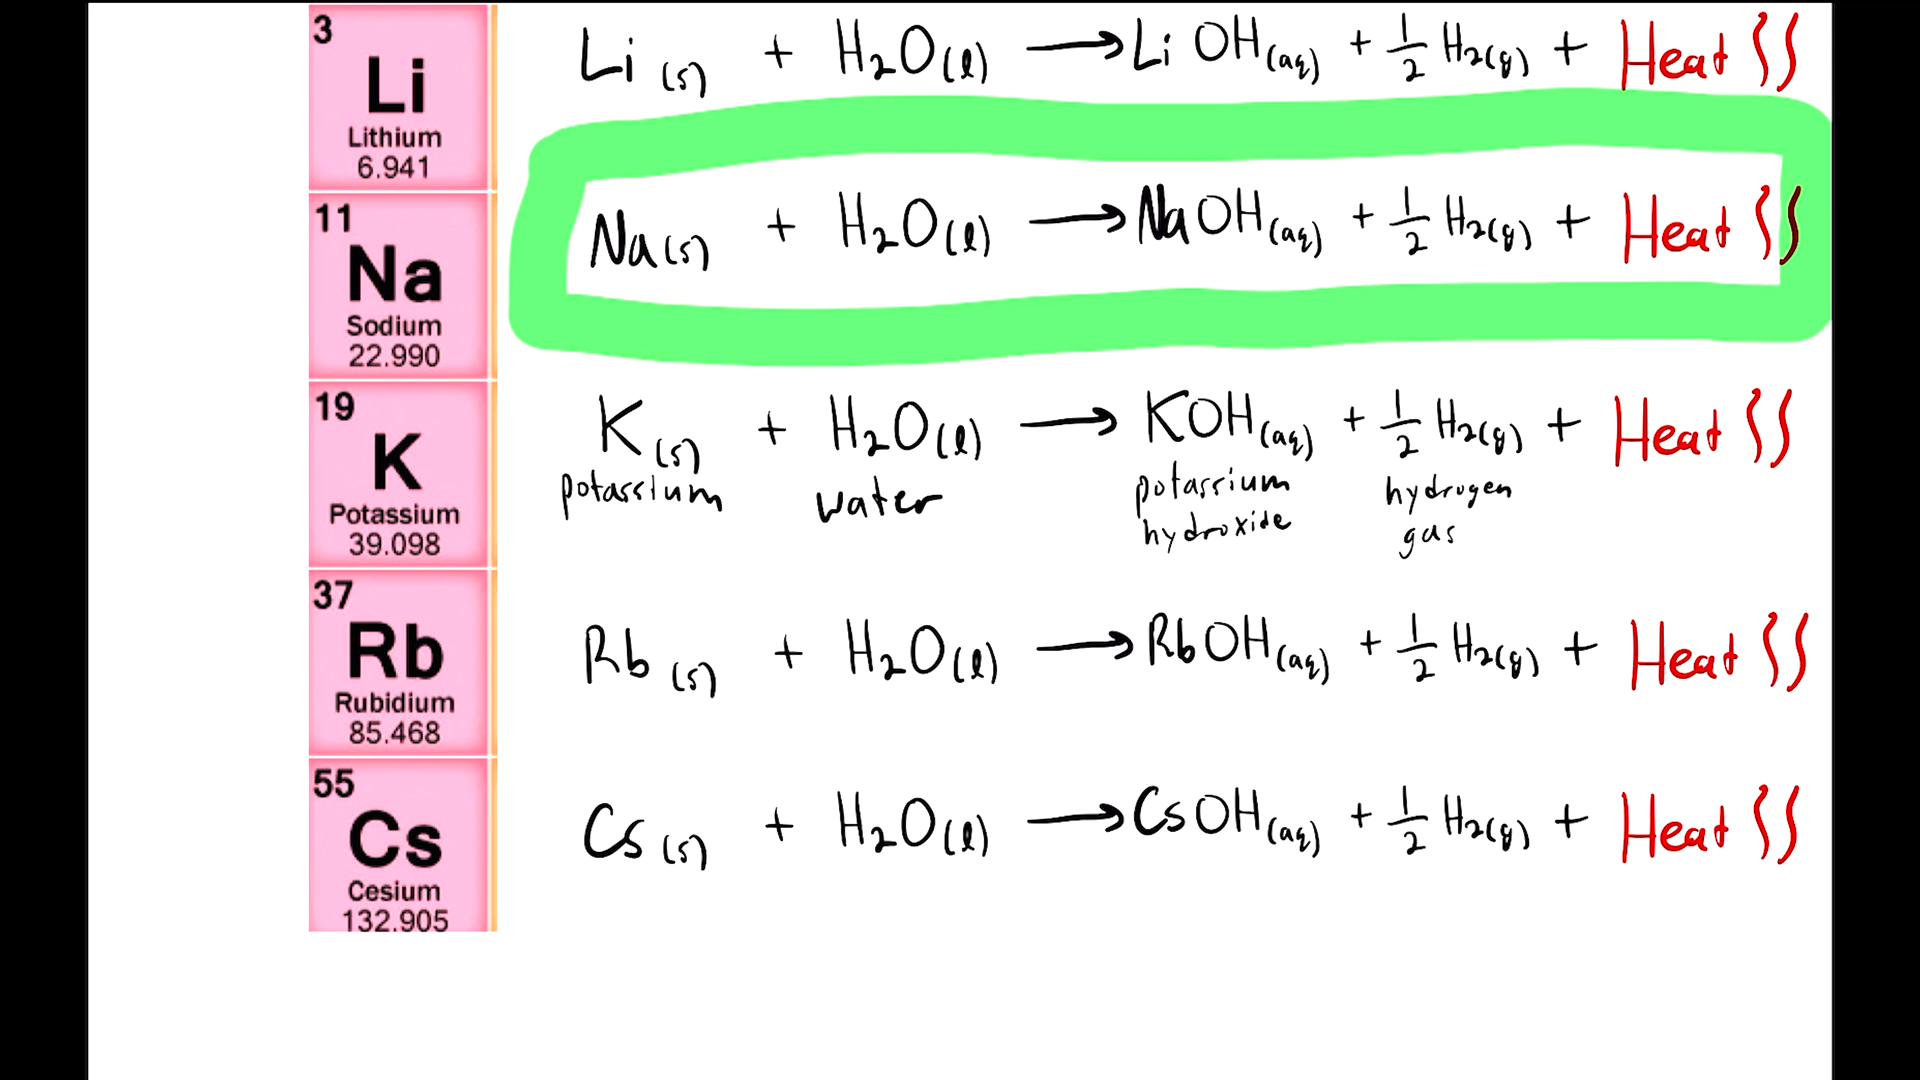 3
Li
Lithium
6.941
Li (s) + H2O(l) → LiOH(aq) + 1/2 H2(g) + Heat
11
Na
Sodium
22.990
Na(s) + H2O(l) → NaOH(aq) + 1/2 H2(g) + Heat
19
K
Potassium
39.098
K(s) + H2O(l) → KOH(aq) + 1/2 H2(g) + Heat
potassium water potassium hydrogen
hydroxide gas
37
Rb
Rubidium
85.468
Rb (s) + H2O(l) → RbOH(aq) + 1/2 H2(g) + Heat
55
Cs
Cesium
132.905
Cs (s) + H2O(l) → CsOH(aq) + 1/2 H2(g) + Heat